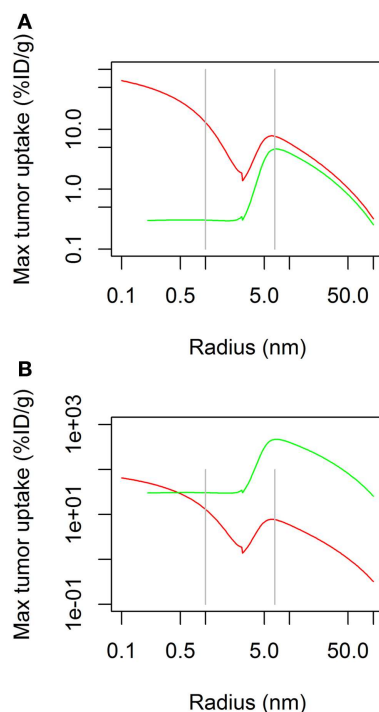 A
Max tumor uptake (%ID/g)
10.0
1.0
0.1
0.1 0.5 5.0 50.0
Radius (nm)
B
Max tumor uptake (%ID/g)
1e+03
1e+01
1e-01
0.1 0.5 5.0 50.0
Radius (nm)